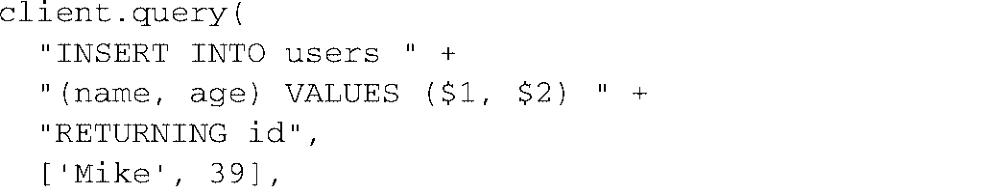 client.query(
"INSERT INTO users " +
"(name, age) VALUES ($1, $2) " +
"RETURNING id",
['Mike', 39],